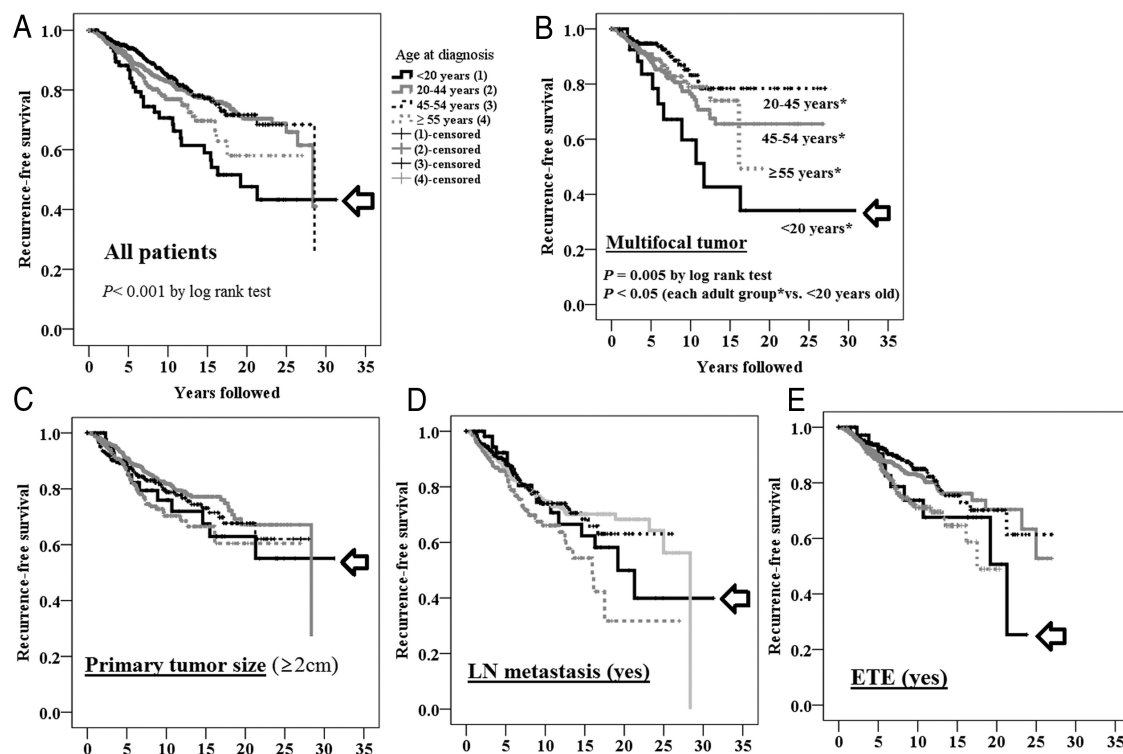 A
1.0
0.8
0.6
0.4
0.2
0.0
Recurrence-free survival
All patients
P< 0.001 by log rank test
0 5 10 15 20 25 30 35
Years followed
Age at diagnosis
<20 years (1)
20-44 years (2)
45-54 years (3)
≥ 55 years (4)
(1)-censored
(2)-censored
(3)-censored
(4)-censored
B
1.0
0.8
0.6
0.4
0.2
0.0
Recurrence-free survival
20-45 years*
45-54 years*
≥55 years*
<20 years*
Multifocal tumor
P = 0.005 by log rank test
P < 0.05 (each adult group*vs. <20 years old)
0 5 10 15 20 25 30 35
Years followed
C
1.0
0.8
0.6
0.4
0.2
0.0
Recurrence-free survival
Primary tumor size (≥2cm)
0 5 10 15 20 25 30 35
D
1.0
0.8
0.6
0.4
0.2
0.0
Recurrence-free survival
LN metastasis (yes)
0 5 10 15 20 25 30 35
E
1.0
0.8
0.6
0.4
0.2
0.0
Recurrence-free survival
ETE (yes)
0 5 10 15 20 25 30 35